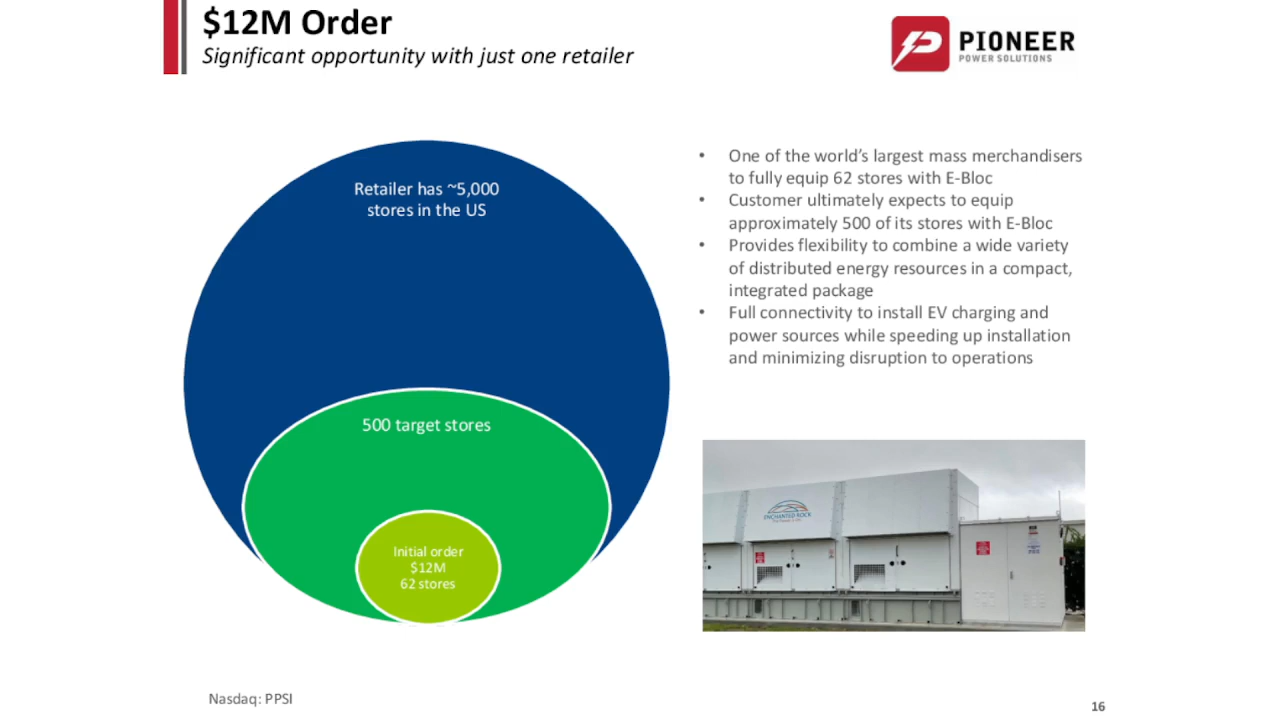 $12M Order
Significant opportunity with just one retailer
PIONEER
POWER SOLUTIONS
Retailer has ~5,000
stores in the US
500 target stores
Initial order
$12M
62 stores
• One of the world's largest mass merchandisers
to fully equip 62 stores with E-Bloc
• Customer ultimately expects to equip
approximately 500 of its stores with E-Bloc
• Provides flexibility to combine a wide variety
of distributed energy resources in a compact,
integrated package
• Full connectivity to install EV charging and
power sources while speeding up installation
and minimizing disruption to operations
ENCHANTED ROCK
Nasdaq: PPSI
16